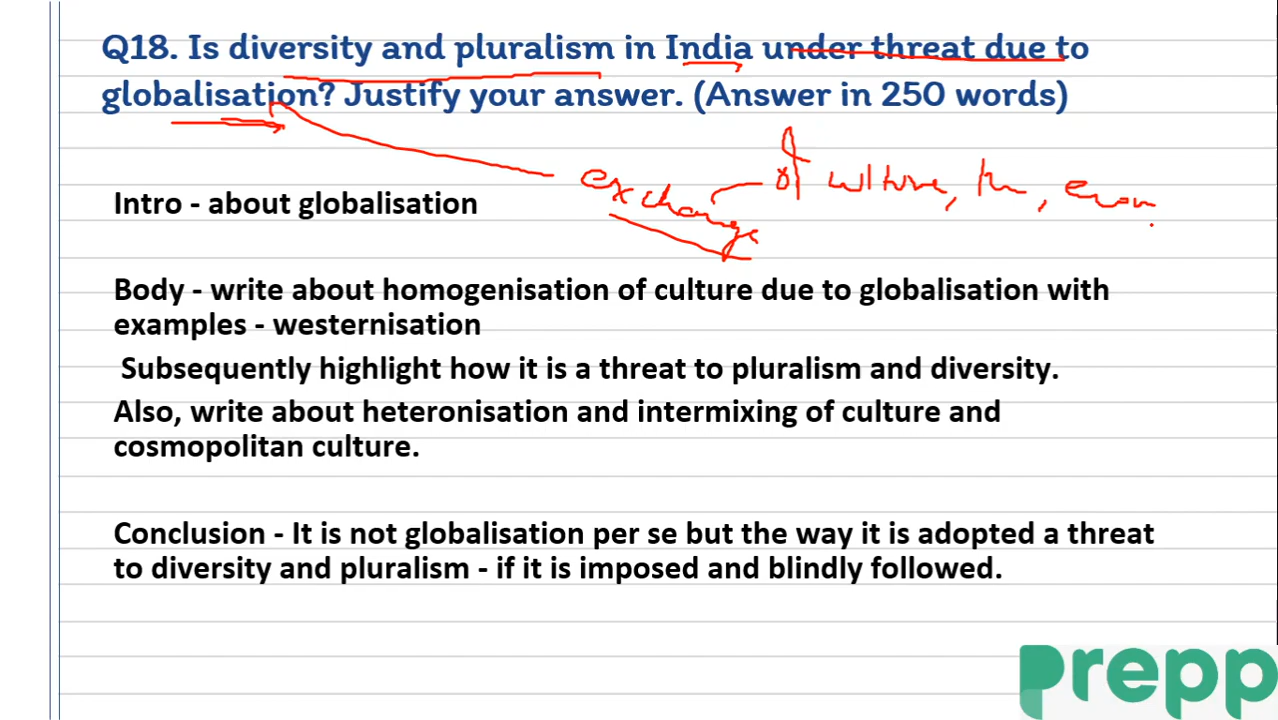 Q18. Is diversity and pluralism in India under threat due to
globalisation? Justify your answer. (Answer in 250 words)
exchange of culture,
Intro - about globalisation
Body - write about homogenisation of culture due to globalisation with
examples - westernisation
Subsequently highlight how it is a threat to pluralism and diversity.
Also, write about heteronisation and intermixing of culture and
cosmopolitan culture.
Conclusion - It is not globalisation per se but the way it is adopted a threat
to diversity and pluralism - if it is imposed and blindly followed.
prepp